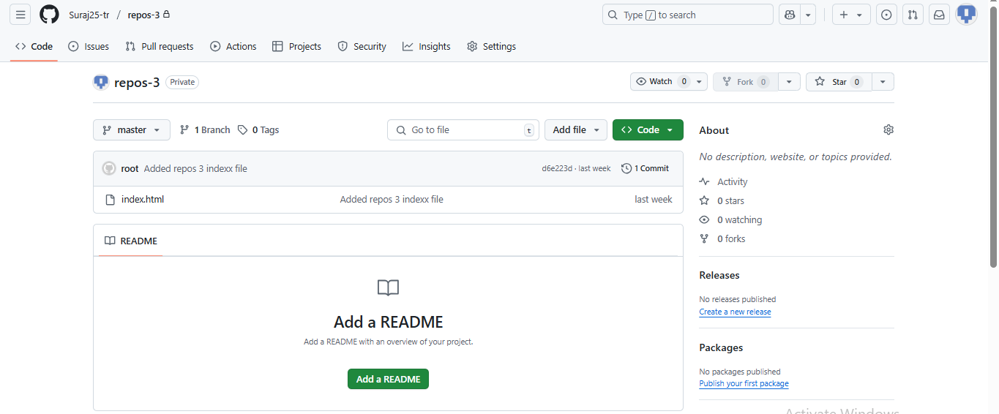 Suraj25-tr / repos-3
Type / to search
Code Issues Pull requests Actions Projects Security Insights Settings
repos-3 Private
Watch 0 Fork 0 Star 0
master 1 Branch 0 Tags
Go to file t Add file Code
root Added repos 3 indexx file d6e223d · last week 1 Commit
index.html Added repos 3 indexx file last week
README
Add a README
Add a README with an overview of your project.
Add a README
About
No description, website, or topics provided.
Activity
0 stars
0 watching
0 forks
Releases
No releases published
Create a new release
Packages
No packages published
Publish your first package
Activate Windows